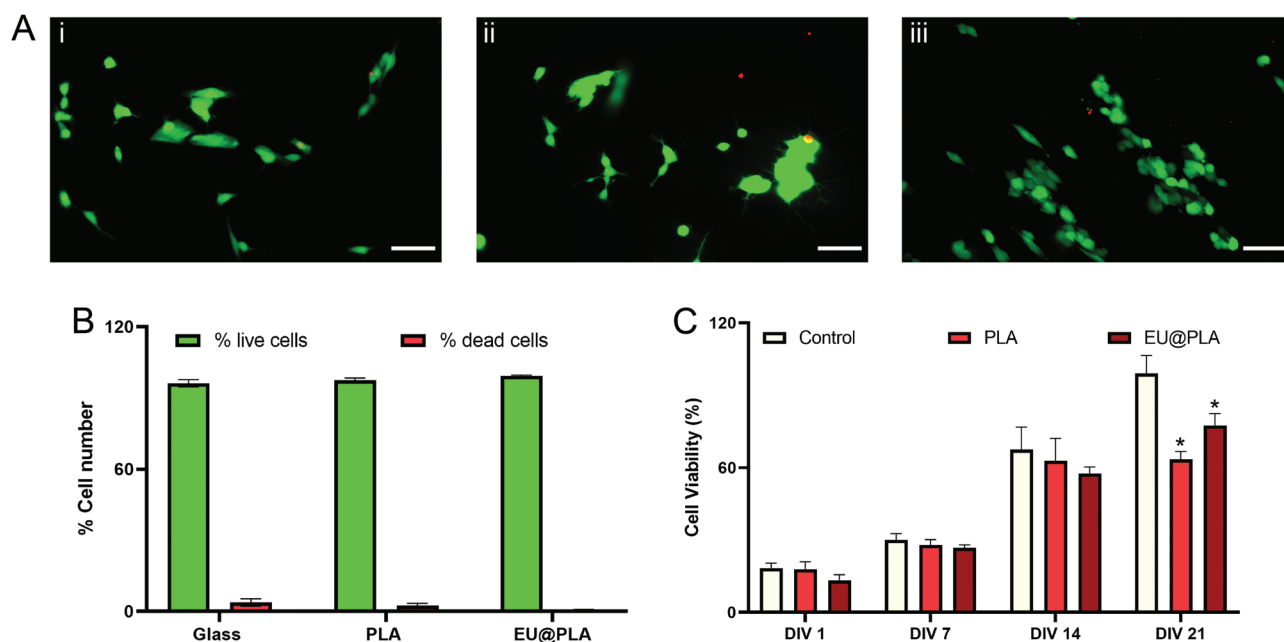 A
i
ii
iii
B
120
% live cells
% dead cells
% Cell number
60
0
Glass
PLA
EU@PLA
C
120
Control
PLA
EU@PLA
Cell Viability (%)
60
0
*
*
DIV 1
DIV 7
DIV 14
DIV 21